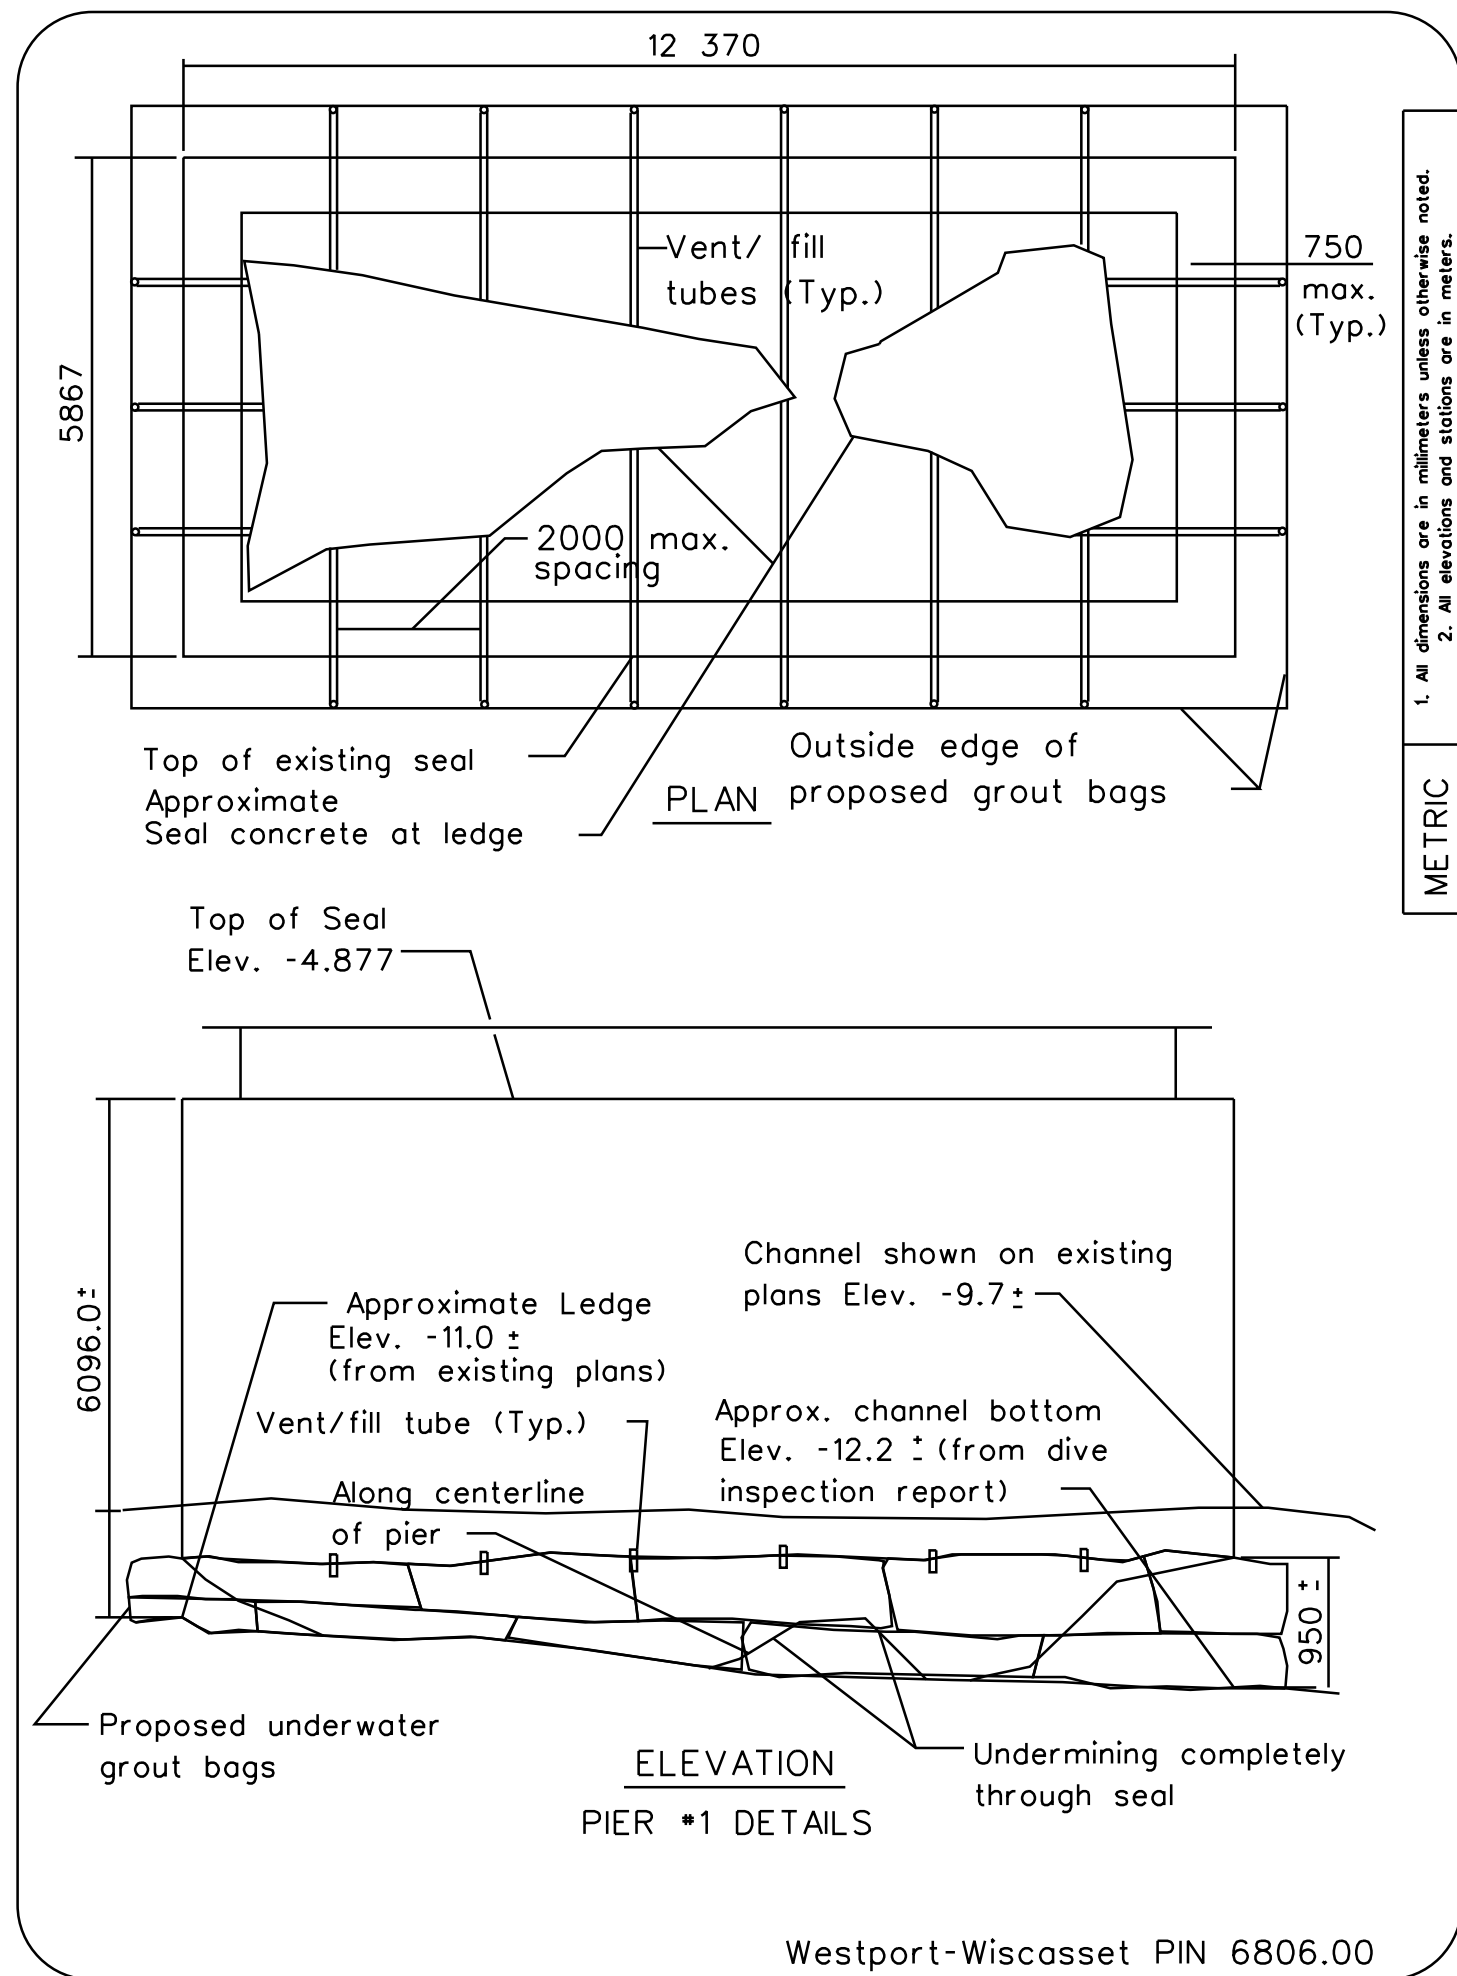 12 370
Vent/ fill
tubes (Typ.)
750
max.
(Typ.)
5867
2000 max.
spacing
Top of existing seal
Approximate
Seal concrete at ledge
PLAN
Outside edge of
proposed grout bags
1. All dimensions are in millimeters unless otherwise noted.
2. All elevations and stations are in meters.
METRIC
Top of Seal
Elev. -4.877
6096.0±
Approximate Ledge
Elev. -11.0 ±
(from existing plans)
Vent/fill tube (Typ.)
Along centerline
of pier
Channel shown on existing
plans Elev. -9.7 ±
Approx. channel bottom
Elev. -12.2 ± (from dive
inspection report)
950 ±
Proposed underwater
grout bags
Undermining completely
through seal
ELEVATION
PIER #1 DETAILS
Westport-Wiscasset PIN 6806.00